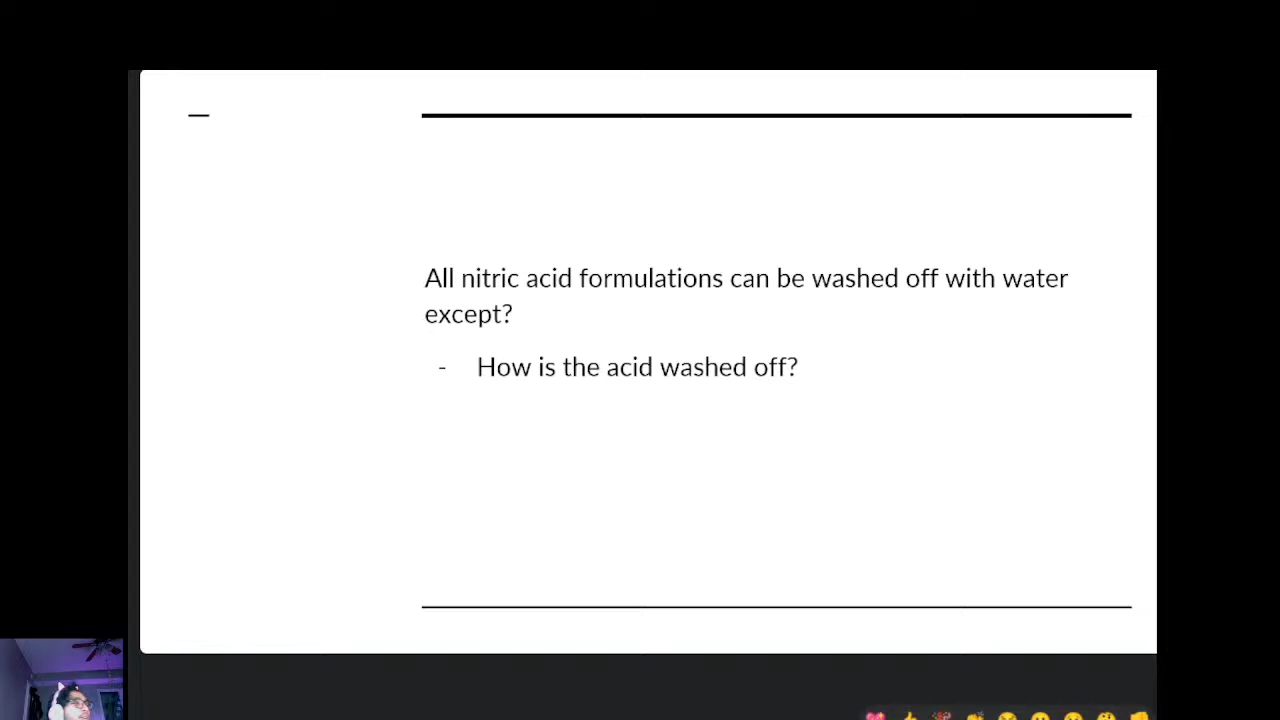 All nitric acid formulations can be washed off with water
except?
- How is the acid washed off?